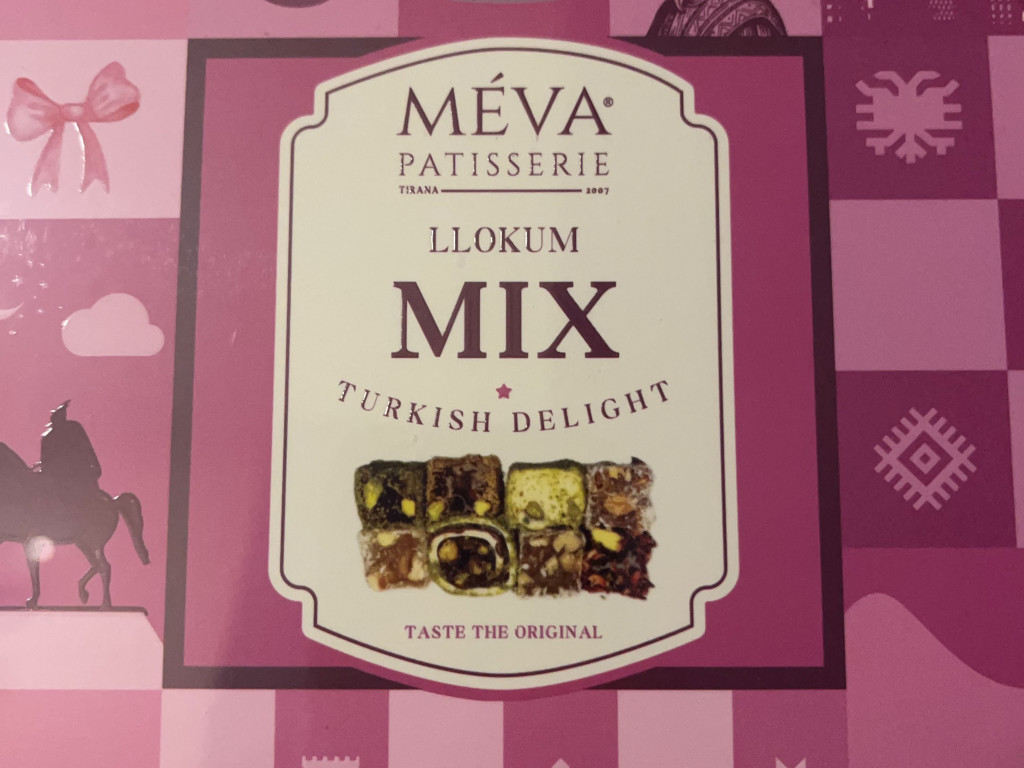 MÉVA®
PATISSERIE
TIRANA 2007
LLOKUM
MIX
TURKISH DELIGHT
TASTE THE ORIGINAL